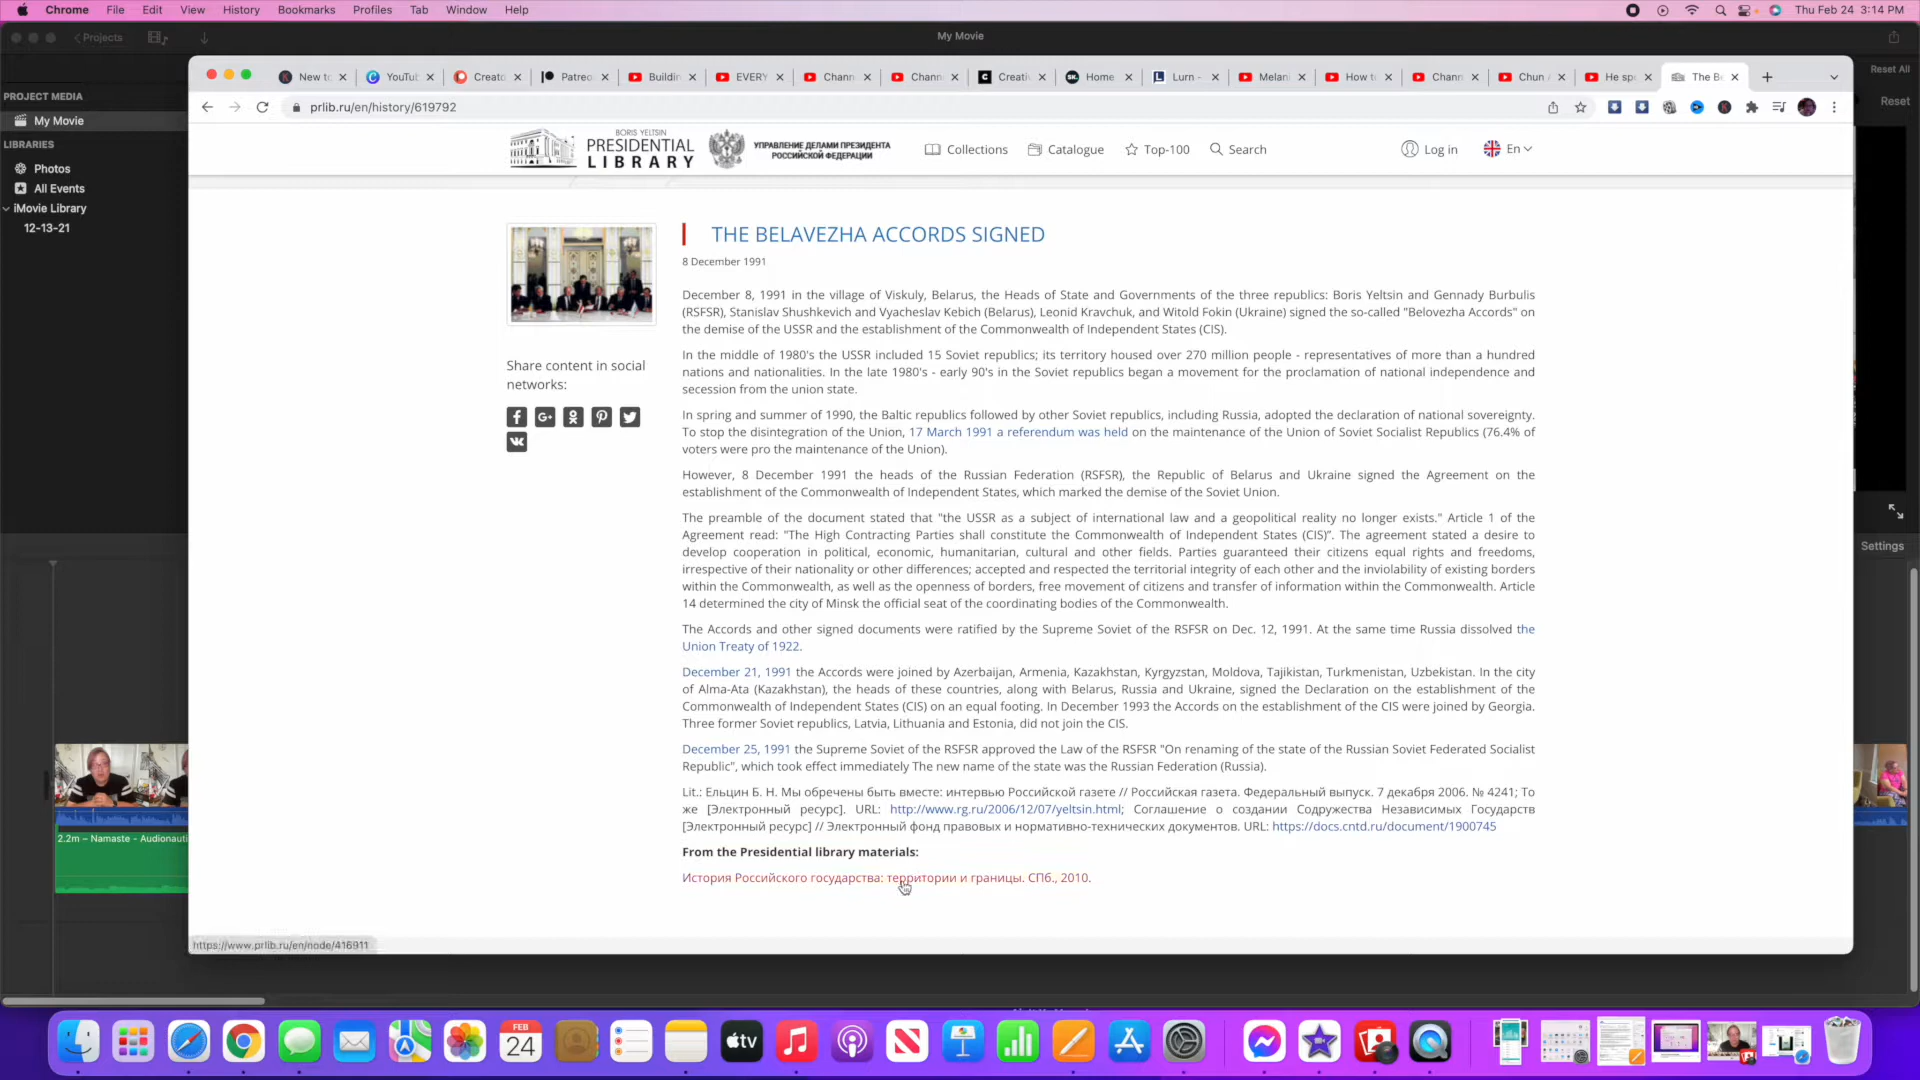 Chrome File Edit View History Bookmarks Profiles Tab Window Help Thu Feb 24 3:14 PM
Projects My Movie Reset All
PROJECT MEDIA
My Movie
LIBRARIES
Photos
All Events
iMovie Library
12-13-21
Reset
Settings
2.2m – Namaste - Audionauti
New to YouTub Creato Patreo Buildin EVERY Chann Chann Creativ Home Lurn - Melani How to Chann Chun / He spe The Be
prlib.ru/en/history/619792
BORIS YELTSIN
PRESIDENTIAL
LIBRARY
УПРАВЛЕНИЕ ДЕЛАМИ ПРЕЗИДЕНТА
РОССИЙСКОЙ ФЕДЕРАЦИИ
Collections Catalogue Top-100 Search Log in En
THE BELAVEZHA ACCORDS SIGNED
8 December 1991
Share content in social
networks:
December 8, 1991 in the village of Viskuly, Belarus, the Heads of State and Governments of the three republics: Boris Yeltsin and Gennady Burbulis
(RSFSR), Stanislav Shushkevich and Vyacheslav Kebich (Belarus), Leonid Kravchuk, and Witold Fokin (Ukraine) signed the so-called "Belovezha Accords" on
the demise of the USSR and the establishment of the Commonwealth of Independent States (CIS).
In the middle of 1980's the USSR included 15 Soviet republics; its territory housed over 270 million people - representatives of more than a hundred
nations and nationalities. In the late 1980's - early 90's in the Soviet republics began a movement for the proclamation of national independence and
secession from the union state.
In spring and summer of 1990, the Baltic republics followed by other Soviet republics, including Russia, adopted the declaration of national sovereignty.
To stop the disintegration of the Union, 17 March 1991 a referendum was held on the maintenance of the Union of Soviet Socialist Republics (76.4% of
voters were pro the maintenance of the Union).
However, 8 December 1991 the heads of the Russian Federation (RSFSR), the Republic of Belarus and Ukraine signed the Agreement on the
establishment of the Commonwealth of Independent States, which marked the demise of the Soviet Union.
The preamble of the document stated that "the USSR as a subject of international law and a geopolitical reality no longer exists." Article 1 of the
Agreement read: "The High Contracting Parties shall constitute the Commonwealth of Independent States (CIS)". The agreement stated a desire to
develop cooperation in political, economic, humanitarian, cultural and other fields. Parties guaranteed their citizens equal rights and freedoms,
irrespective of their nationality or other differences; accepted and respected the territorial integrity of each other and the inviolability of existing borders
within the Commonwealth, as well as the openness of borders, free movement of citizens and transfer of information within the Commonwealth. Article
14 determined the city of Minsk the official seat of the coordinating bodies of the Commonwealth.
The Accords and other signed documents were ratified by the Supreme Soviet of the RSFSR on Dec. 12, 1991. At the same time Russia dissolved the
Union Treaty of 1922.
December 21, 1991 the Accords were joined by Azerbaijan, Armenia, Kazakhstan, Kyrgyzstan, Moldova, Tajikistan, Turkmenistan, Uzbekistan. In the city
of Alma-Ata (Kazakhstan), the heads of these countries, along with Belarus, Russia and Ukraine, signed the Declaration on the establishment of the
Commonwealth of Independent States (CIS) on an equal footing. In December 1993 the Accords on the establishment of the CIS were joined by Georgia.
Three former Soviet republics, Latvia, Lithuania and Estonia, did not join the CIS.
December 25, 1991 the Supreme Soviet of the RSFSR approved the Law of the RSFSR "On renaming of the state of the Russian Soviet Federated Socialist
Republic", which took effect immediately The new name of the state was the Russian Federation (Russia).
Lit.: Ельцин Б. Н. Мы обречены быть вместе: интервью Российской газете // Российская газета. Федеральный выпуск. 7 декабря 2006. № 4241; То
же [Электронный ресурс]. URL: http://www.rg.ru/2006/12/07/yeltsin.html; Соглашение о создании Содружества Независимых Государств
[Электронный ресурс] // Электронный фонд правовых и нормативно-технических документов. URL: https://docs.cntd.ru/document/1900745
From the Presidential library materials:
История Российского государства: территории и границы. СПб., 2010.
https://www.prlib.ru/en/node/416911
FEB
24
tv